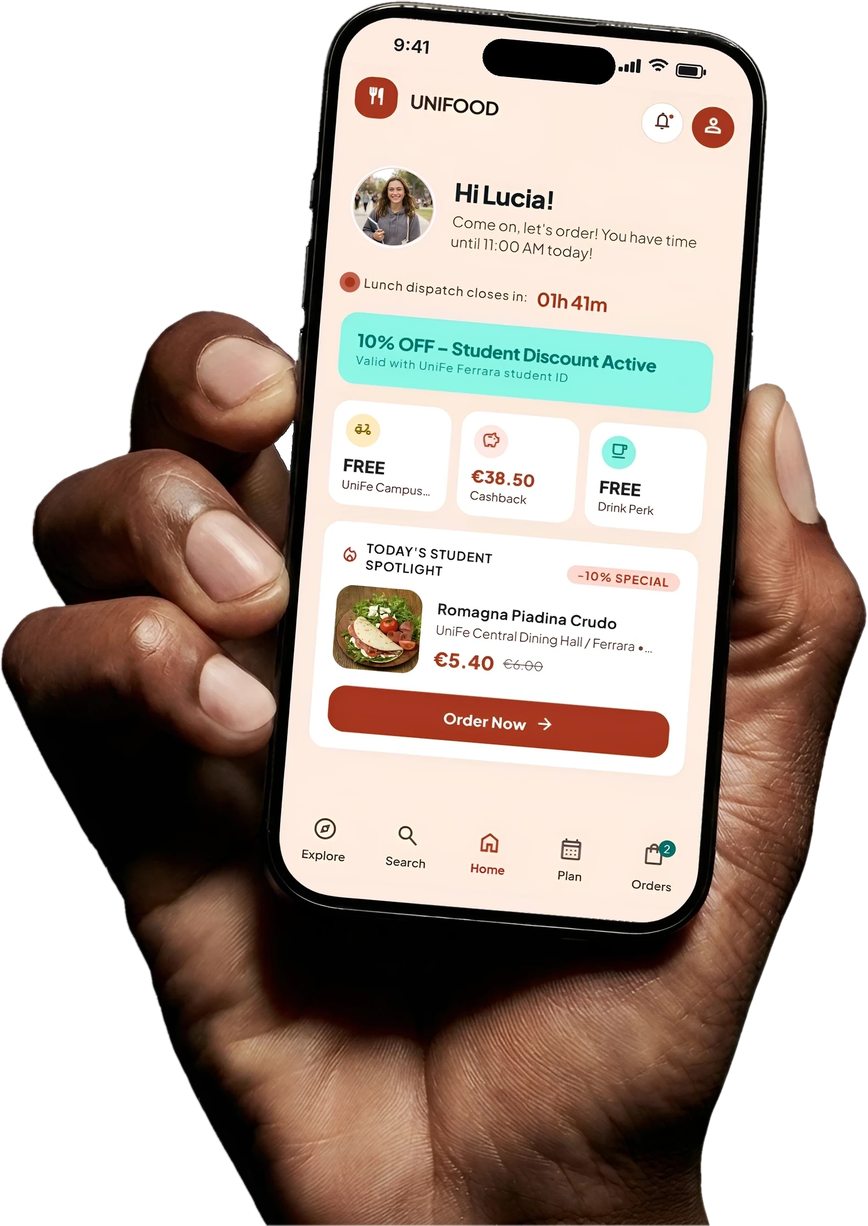 9:41
UNIFOOD
Hi Lucia!
Come on, let's order! You have time
until 11:00 AM today!
Lunch dispatch closes in: 01h 41m
10% OFF – Student Discount Active
Valid with UniFe Ferrara student ID
FREE
UniFe Campus...
€38.50
Cashback
FREE
Drink Perk
TODAY'S STUDENT
SPOTLIGHT
-10% SPECIAL
Romagna Piadina Crudo
UniFe Central Dining Hall / Ferrara •...
€5.40 €6.00
Order Now →
Explore
Search
Home
Plan
2
Orders